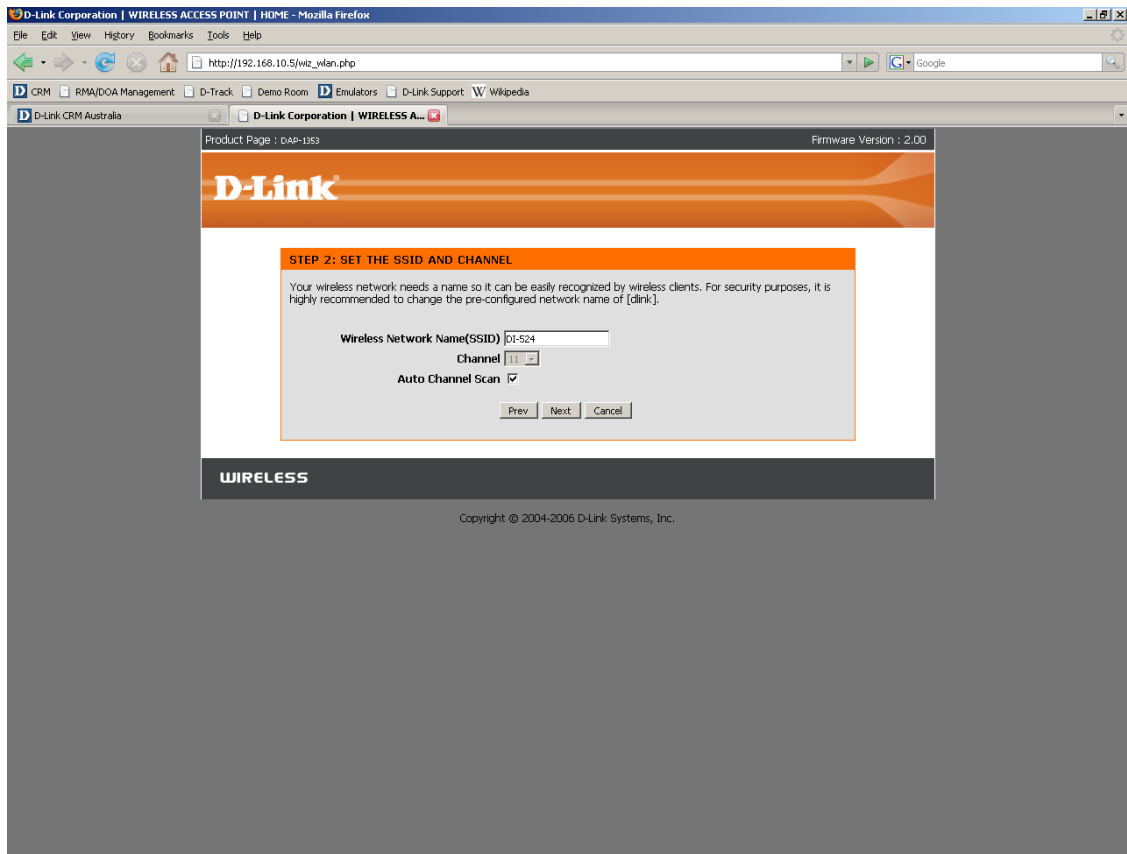 D-Link Corporation | WIRELESS ACCESS POINT | HOME - Mozilla Firefox
File Edit View History Bookmarks Tools Help
http://192.168.10.5/wiz_wlan.php
G Google
D CRM RMA/DOA Management D-Track Demo Room D Emulators D-Link Support W Wikipedia
D D-Link CRM Australia D-Link Corporation | WIRELESS A...
Product Page : DAP-1353 Firmware Version : 2.00
D-Link
STEP 2: SET THE SSID AND CHANNEL
Your wireless network needs a name so it can be easily recognized by wireless clients. For security purposes, it is
highly recommended to change the pre-configured network name of [dlink].
Wireless Network Name(SSID) DI-524
Channel 11
Auto Channel Scan
Prev Next Cancel
WIRELESS
Copyright © 2004-2006 D-Link Systems, Inc.